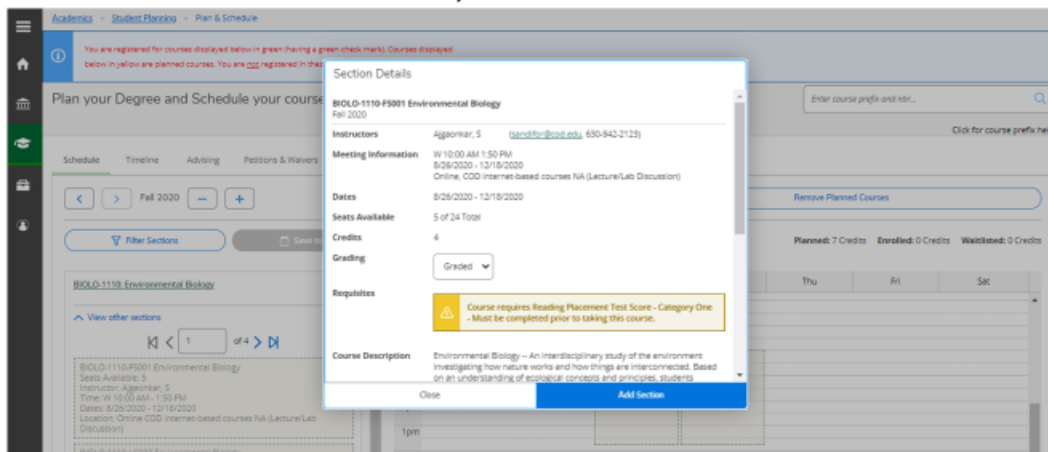 Academics - Student Planning - Plan & Schedule
You are registered for courses displayed below in green (having a green check mark). Courses displayed
below in yellow are planned courses. You are not registered in thes
Plan your Degree and Schedule your course
Enter course prefix and nbr...
Click for course prefix he
Schedule Timeline Advising Petitions & Waivers
Fall 2020
Remove Planned Courses
Filter Sections
Save to
Planned: 7 Credits Enrolled: 0 Credits Waitlisted: 0 Credits
BIOLO-1110: Environmental Biology
View other sections
1 of 4
BIOLO-1110-FS001 Environmental Biology
Seats Available: 5
Instructor: Ajgaonkar, S
Time: W 10:00 AM - 1:50 PM
Dates: 8/26/2020 - 12/18/2020
Location: Online COD Internet-based courses NA (Lecture/Lab
Discussion)
Thu Fri Sat
1pm
Section Details
BIOLO-1110-FS001 Environmental Biology
Fall 2020
Instructors Ajgaonkar, S (sandifor@cod.edu, 630-942-2123)
Meeting Information W 10:00 AM 1:50 PM
8/26/2020 - 12/18/2020
Online, COD Internet-based courses NA (Lecture/Lab Discussion)
Dates 8/26/2020 - 12/18/2020
Seats Available 5 of 24 Total
Credits 4
Grading Graded
Requisites
Course requires Reading Placement Test Score - Category One
- Must be completed prior to taking this course.
Course Description Environmental Biology -- An interdisciplinary study of the environment
investigating how nature works and how things are interconnected. Based
on an understanding of ecological concepts and principles, students
Close Add Section